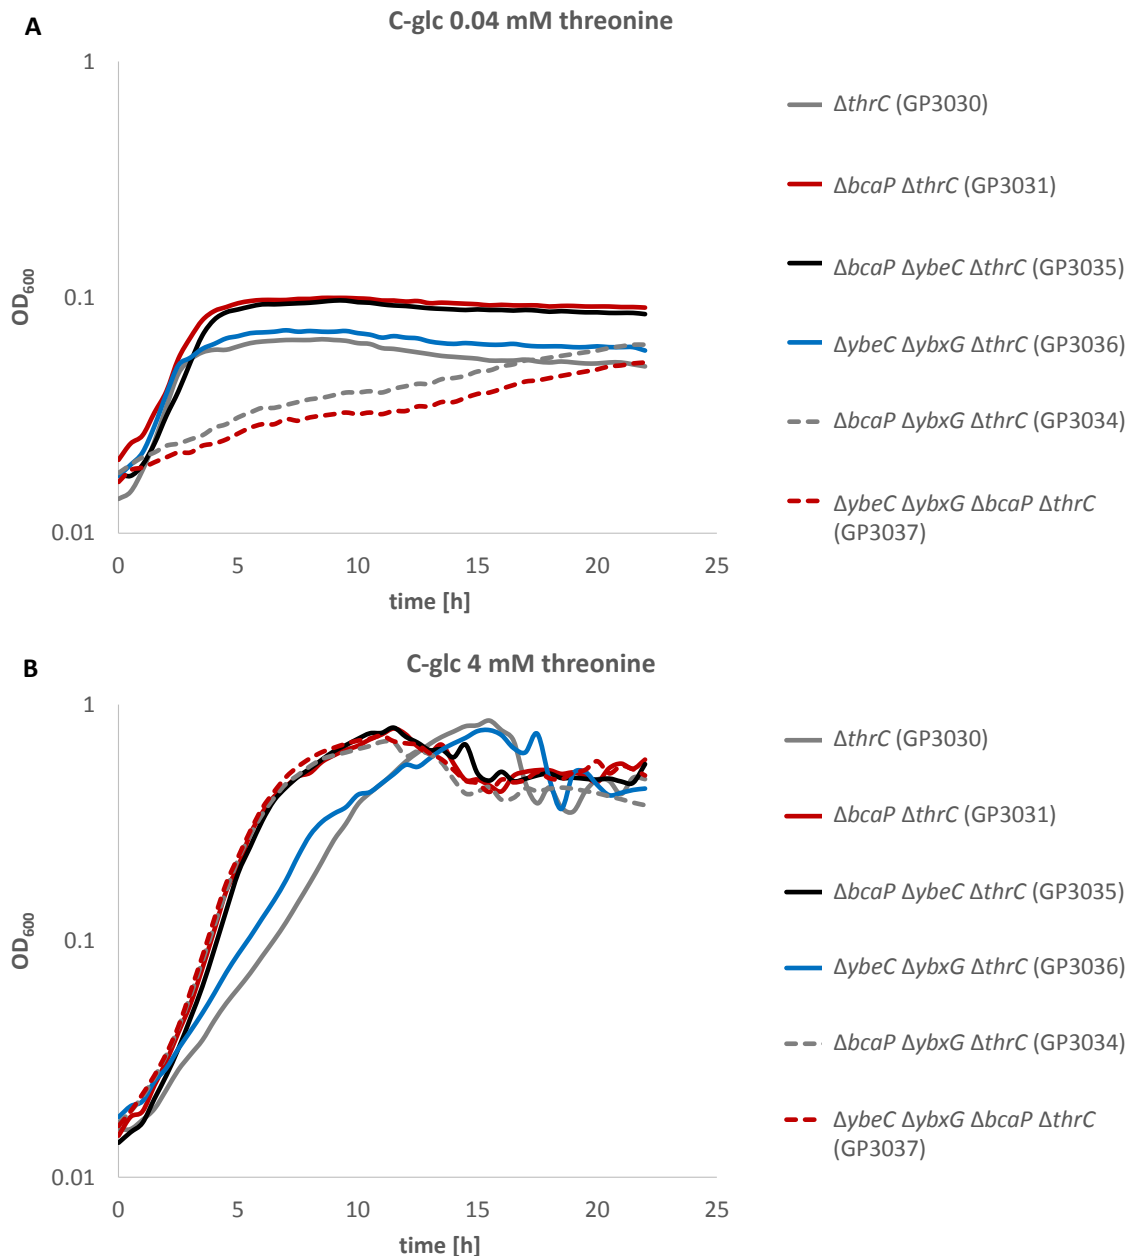 A
C-glc 0.04 mM threonine
1
0.1
0.01
OD600
0 5 10 15 20 25
time [h]
ΔthrC (GP3030)
ΔbcaP ΔthrC (GP3031)
ΔbcaP ΔybeC ΔthrC (GP3035)
ΔybeC ΔybxG ΔthrC (GP3036)
ΔbcaP ΔybxG ΔthrC (GP3034)
ΔybeC ΔybxG ΔbcaP ΔthrC
(GP3037)
B
C-glc 4 mM threonine
1
0.1
0.01
OD600
0 5 10 15 20 25
time [h]
ΔthrC (GP3030)
ΔbcaP ΔthrC (GP3031)
ΔbcaP ΔybeC ΔthrC (GP3035)
ΔybeC ΔybxG ΔthrC (GP3036)
ΔbcaP ΔybxG ΔthrC (GP3034)
ΔybeC ΔybxG ΔbcaP ΔthrC
(GP3037)